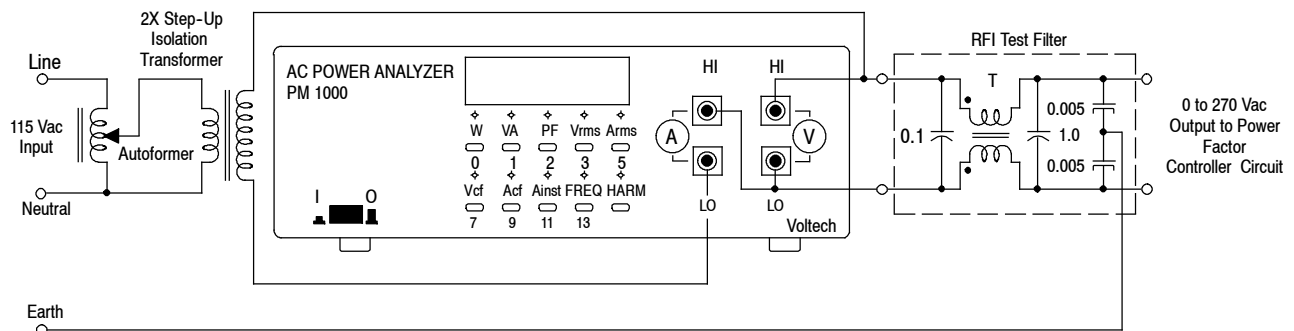 2X Step-Up
Isolation
Transformer
RFI Test Filter
Line
115 Vac
Input
Autoformer
Neutral
AC POWER ANALYZER
PM 1000
W VA PF Vrms Arms
0 1 2 3 5
Vcf Acf Ainst FREQ HARM
7 9 11 13
I O
HI HI
A V
LO LO
Voltech
T
0.1
1.0
0.005
0.005
0 to 270 Vac
Output to Power
Factor
Controller Circuit
Earth